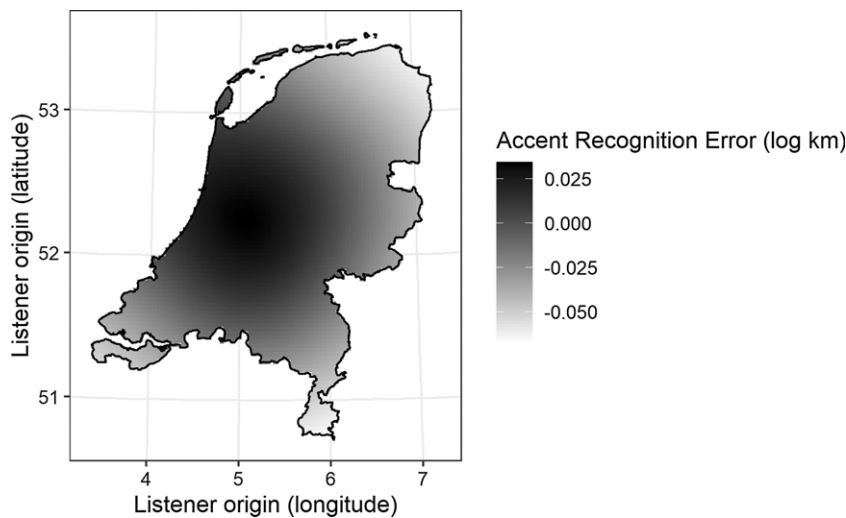 53
52
51
4 5 6 7
Listener origin (latitude)
Listener origin (longitude)
Accent Recognition Error (log km)
0.025
0.000
-0.025
-0.050